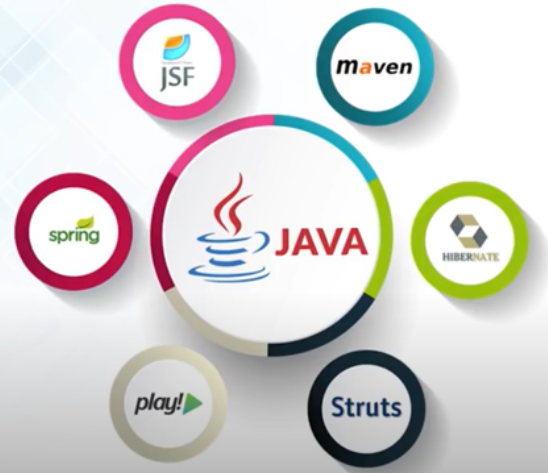 JSF
maven
spring
JAVA
HIBERNATE
play!
Struts